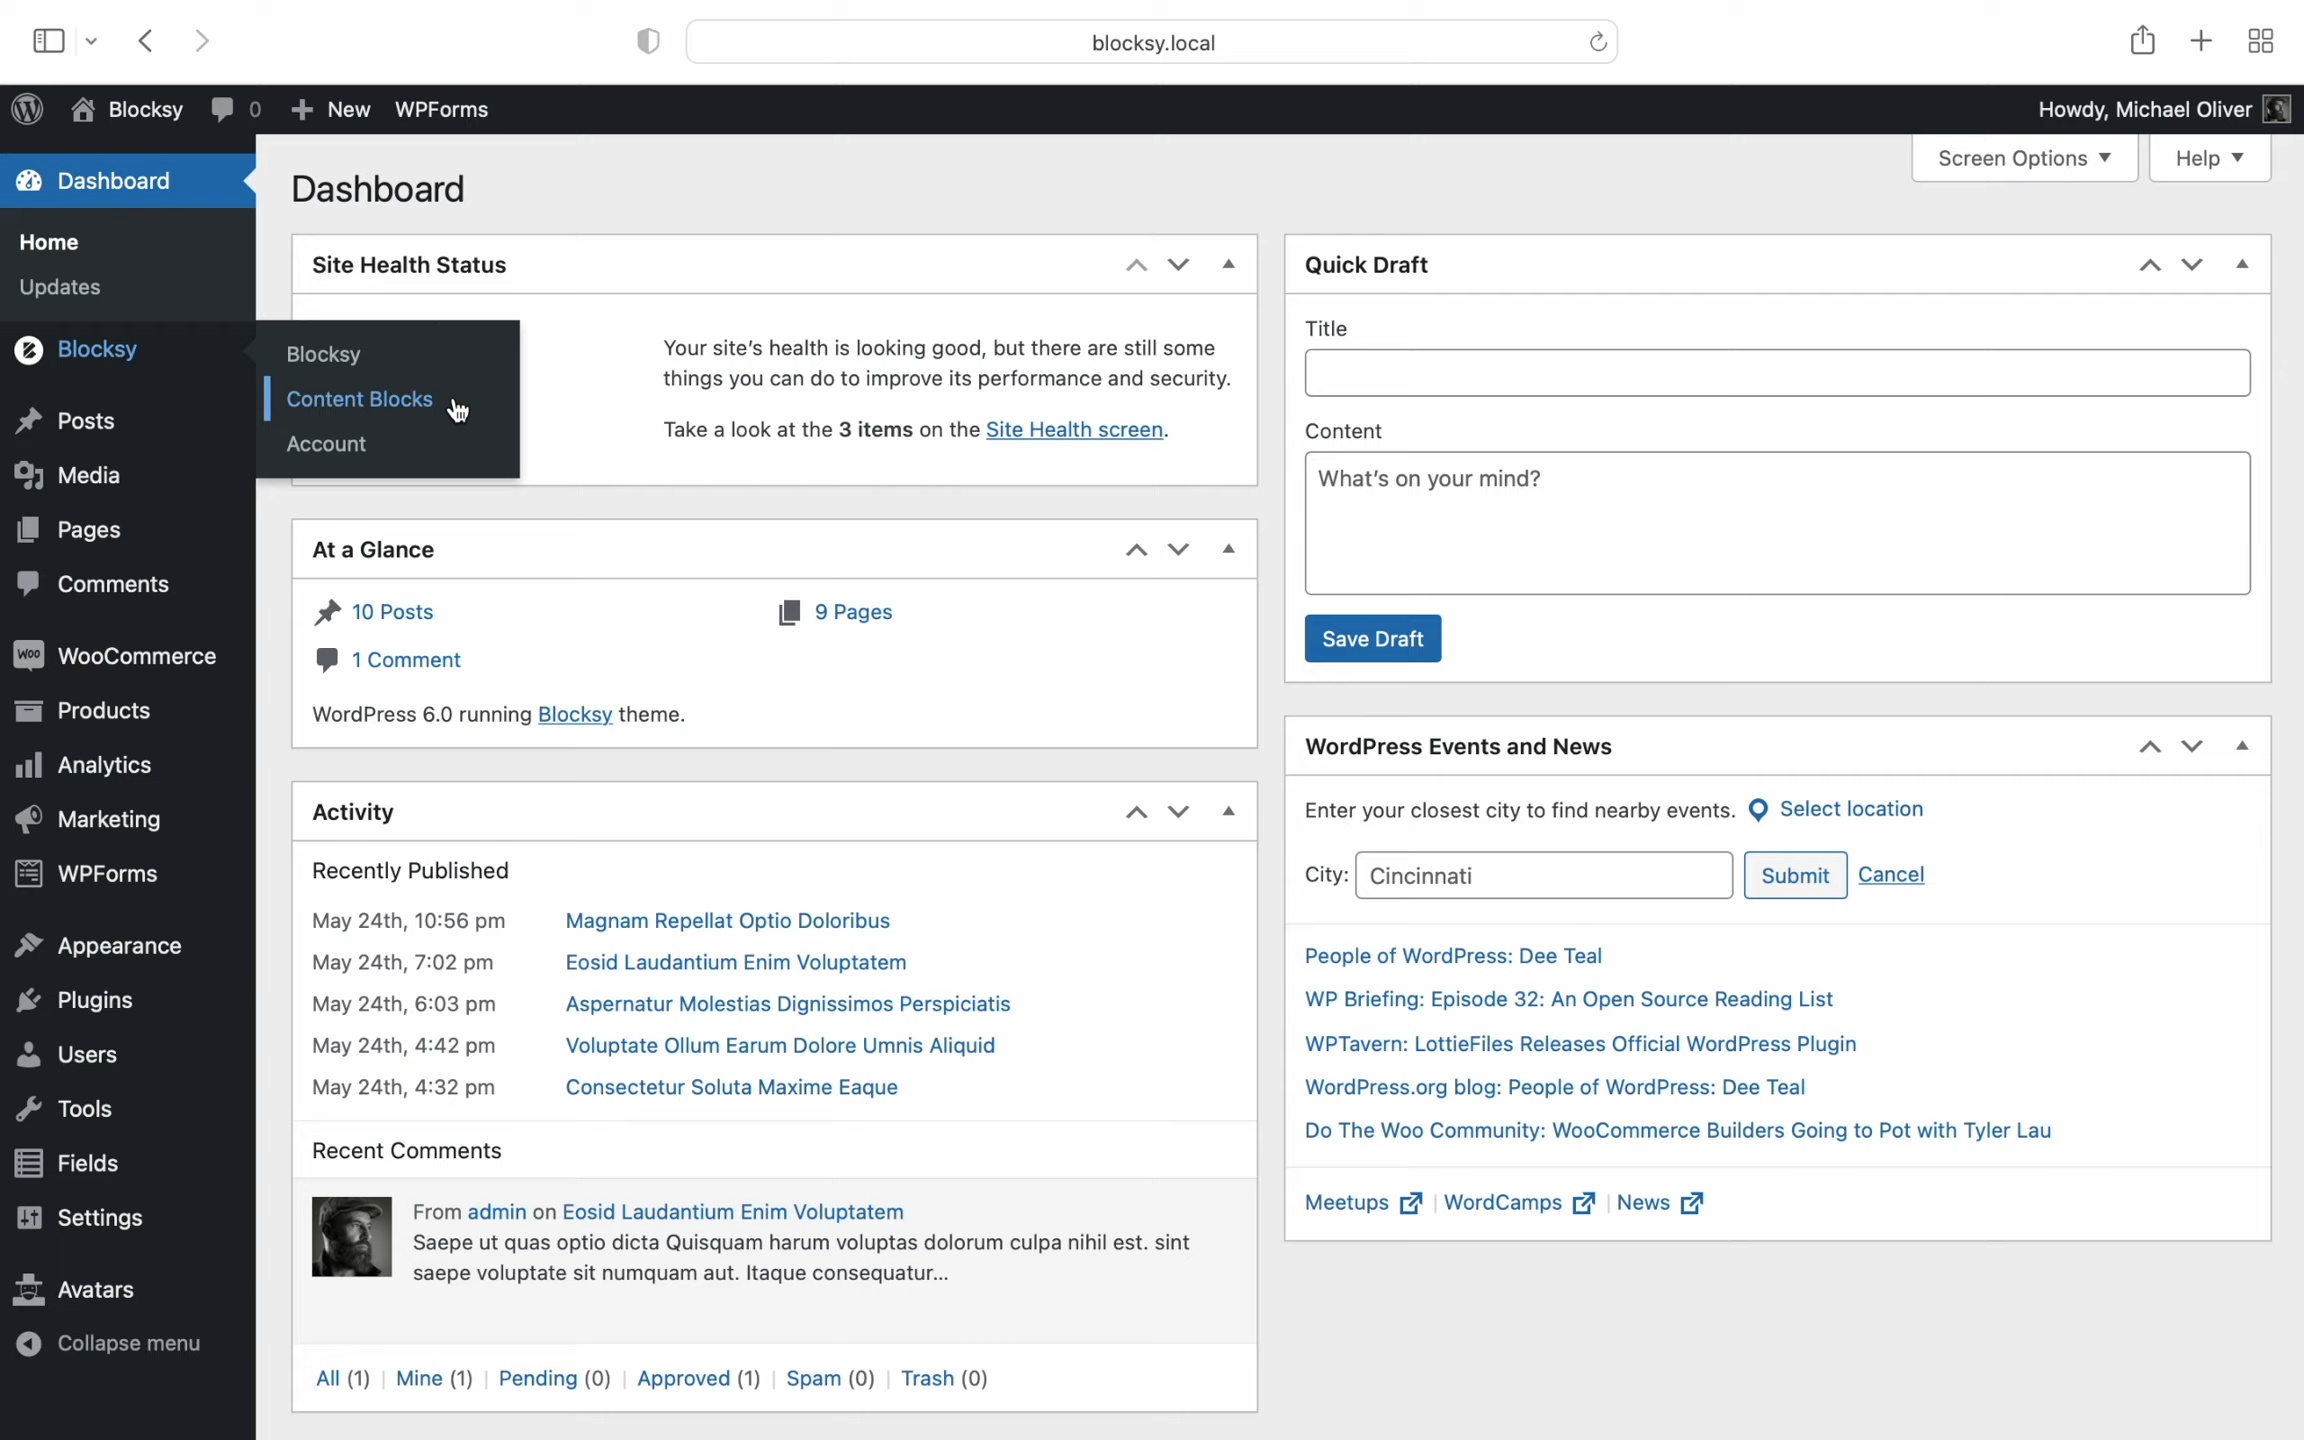 blocksy.local
Blocksy 0 New WPForms Howdy, Michael Oliver
Dashboard
Home
Updates
Blocksy
Posts
Media
Pages
Comments
WooCommerce
Products
Analytics
Marketing
WPForms
Appearance
Plugins
Users
Tools
Fields
Settings
Avatars
Collapse menu
Blocksy
Content Blocks
Account
Screen Options Help
Dashboard
Site Health Status
Your site's health is looking good, but there are still some
things you can do to improve its performance and security.
Take a look at the 3 items on the Site Health screen.
At a Glance
10 Posts 9 Pages
1 Comment
WordPress 6.0 running Blocksy theme.
Activity
Recently Published
May 24th, 10:56 pm Magnam Repellat Optio Doloribus
May 24th, 7:02 pm Eosid Laudantium Enim Voluptatem
May 24th, 6:03 pm Aspernatur Molestias Dignissimos Perspiciatis
May 24th, 4:42 pm Voluptate Ollum Earum Dolore Umnis Aliquid
May 24th, 4:32 pm Consectetur Soluta Maxime Eaque
Recent Comments
From admin on Eosid Laudantium Enim Voluptatem
Saepe ut quas optio dicta Quisquam harum voluptas dolorum culpa nihil est. sint
saepe voluptate sit numquam aut. Itaque consequatur...
All (1) | Mine (1) | Pending (0) | Approved (1) | Spam (0) | Trash (0)
Quick Draft
Title
Content
What's on your mind?
Save Draft
WordPress Events and News
Enter your closest city to find nearby events. Select location
City: Cincinnati Submit Cancel
People of WordPress: Dee Teal
WP Briefing: Episode 32: An Open Source Reading List
WPTavern: LottieFiles Releases Official WordPress Plugin
WordPress.org blog: People of WordPress: Dee Teal
Do The Woo Community: WooCommerce Builders Going to Pot with Tyler Lau
Meetups | WordCamps | News